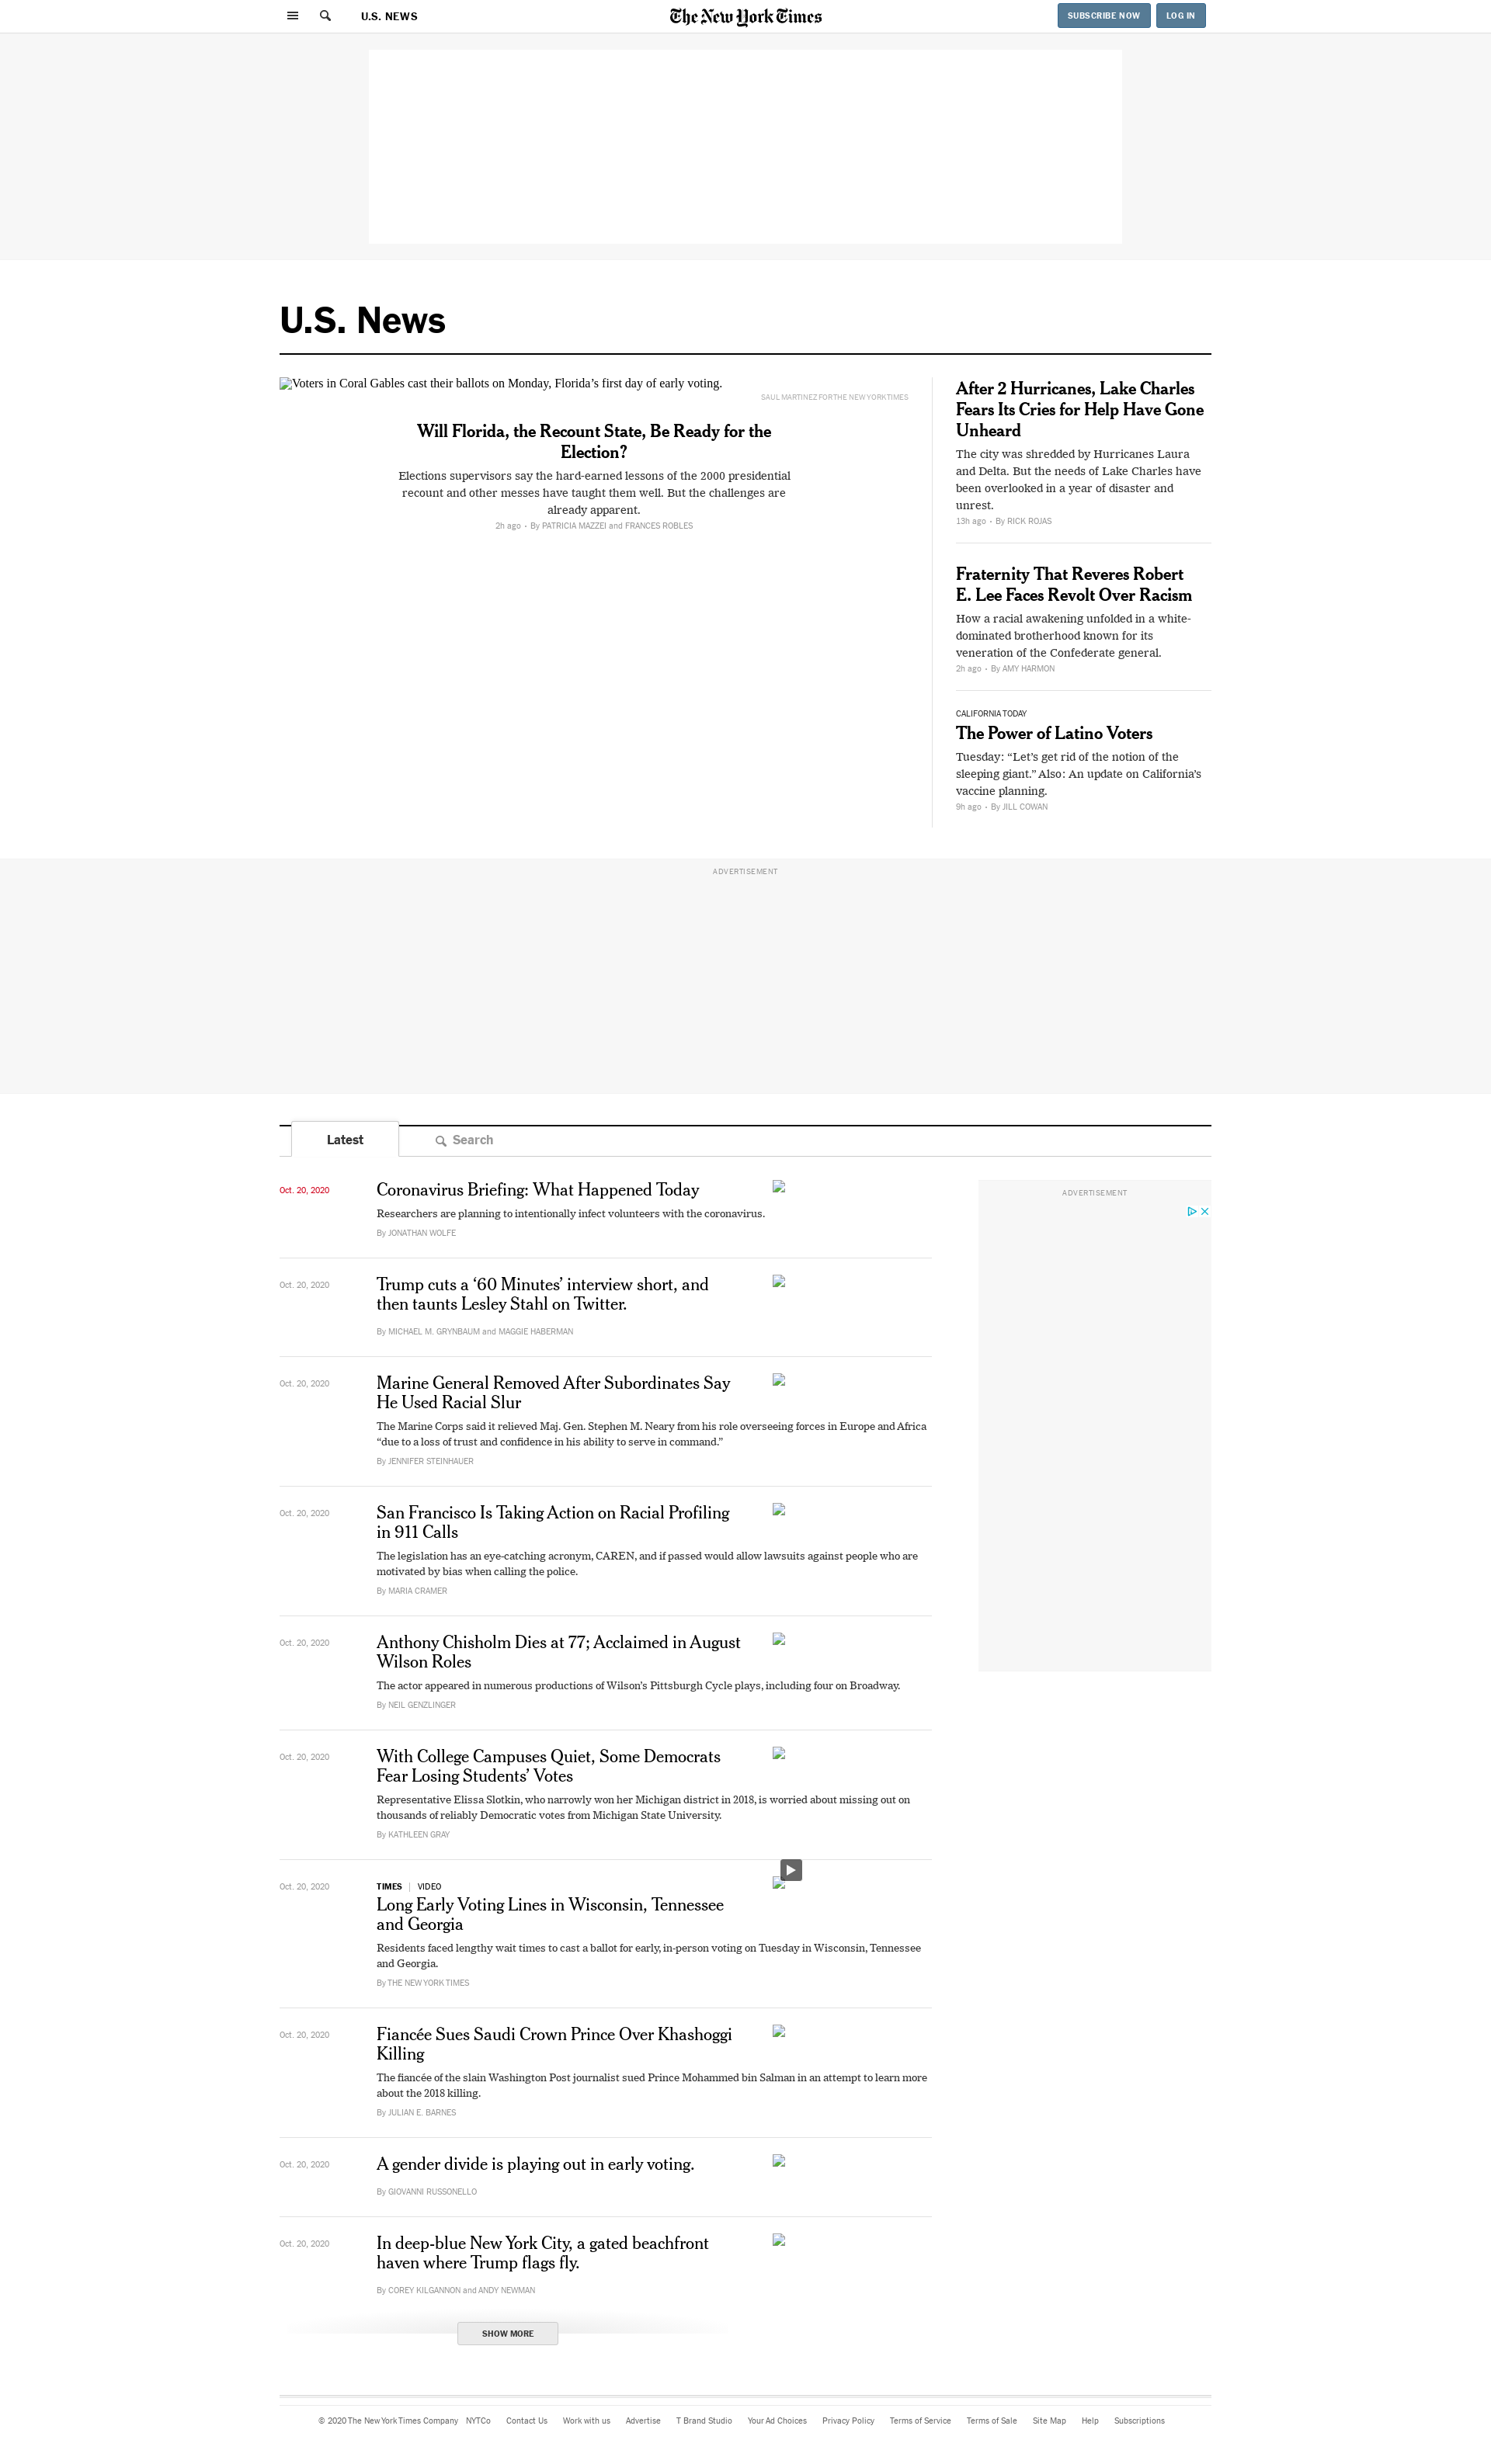 U.S. NEWS
The New York Times
SUBSCRIBE NOW
LOG IN
U.S. News
Voters in Coral Gables cast their ballots on Monday, Florida’s first day of early voting.
SAUL MARTINEZ FOR THE NEW YORK TIMES
Will Florida, the Recount State, Be Ready for the
Election?
Elections supervisors say the hard-earned lessons of the 2000 presidential
recount and other messes have taught them well. But the challenges are
already apparent.
2h ago • By PATRICIA MAZZEI and FRANCES ROBLES
After 2 Hurricanes, Lake Charles
Fears Its Cries for Help Have Gone
Unheard
The city was shredded by Hurricanes Laura
and Delta. But the needs of Lake Charles have
been overlooked in a year of disaster and
unrest.
13h ago • By RICK ROJAS
Fraternity That Reveres Robert
E. Lee Faces Revolt Over Racism
How a racial awakening unfolded in a white-
dominated brotherhood known for its
veneration of the Confederate general.
2h ago • By AMY HARMON
CALIFORNIA TODAY
The Power of Latino Voters
Tuesday: “Let’s get rid of the notion of the
sleeping giant.” Also: An update on California’s
vaccine planning.
9h ago • By JILL COWAN
ADVERTISEMENT
Latest
Search
Oct. 20, 2020
Coronavirus Briefing: What Happened Today
Researchers are planning to intentionally infect volunteers with the coronavirus.
By JONATHAN WOLFE
ADVERTISEMENT
Oct. 20, 2020
Trump cuts a ‘60 Minutes’ interview short, and
then taunts Lesley Stahl on Twitter.
By MICHAEL M. GRYNBAUM and MAGGIE HABERMAN
Oct. 20, 2020
Marine General Removed After Subordinates Say
He Used Racial Slur
The Marine Corps said it relieved Maj. Gen. Stephen M. Neary from his role overseeing forces in Europe and Africa
“due to a loss of trust and confidence in his ability to serve in command.”
By JENNIFER STEINHAUER
Oct. 20, 2020
San Francisco Is Taking Action on Racial Profiling
in 911 Calls
The legislation has an eye-catching acronym, CAREN, and if passed would allow lawsuits against people who are
motivated by bias when calling the police.
By MARIA CRAMER
Oct. 20, 2020
Anthony Chisholm Dies at 77; Acclaimed in August
Wilson Roles
The actor appeared in numerous productions of Wilson’s Pittsburgh Cycle plays, including four on Broadway.
By NEIL GENZLINGER
Oct. 20, 2020
With College Campuses Quiet, Some Democrats
Fear Losing Students’ Votes
Representative Elissa Slotkin, who narrowly won her Michigan district in 2018, is worried about missing out on
thousands of reliably Democratic votes from Michigan State University.
By KATHLEEN GRAY
Oct. 20, 2020
TIMES | VIDEO
Long Early Voting Lines in Wisconsin, Tennessee
and Georgia
Residents faced lengthy wait times to cast a ballot for early, in-person voting on Tuesday in Wisconsin, Tennessee
and Georgia.
By THE NEW YORK TIMES
Oct. 20, 2020
Fiancée Sues Saudi Crown Prince Over Khashoggi
Killing
The fiancée of the slain Washington Post journalist sued Prince Mohammed bin Salman in an attempt to learn more
about the 2018 killing.
By JULIAN E. BARNES
Oct. 20, 2020
A gender divide is playing out in early voting.
By GIOVANNI RUSSONELLO
Oct. 20, 2020
In deep-blue New York City, a gated beachfront
haven where Trump flags fly.
By COREY KILGANNON and ANDY NEWMAN
SHOW MORE
© 2020 The New York Times Company NYTCo Contact Us Work with us Advertise T Brand Studio Your Ad Choices Privacy Policy Terms of Service Terms of Sale Site Map Help Subscriptions